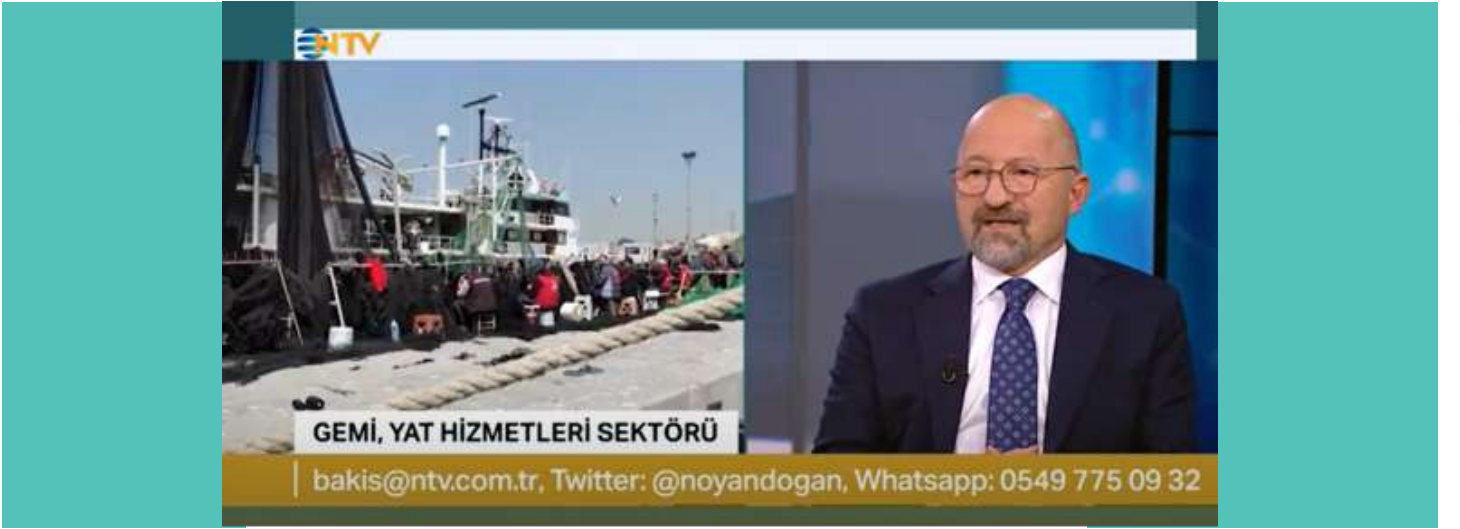 NTV
GEMİ, YAT HİZMETLERİ SEKTÖRÜ
bakis@ntv.com.tr, Twitter: @noyandogan, Whatsapp: 0549 775 09 32